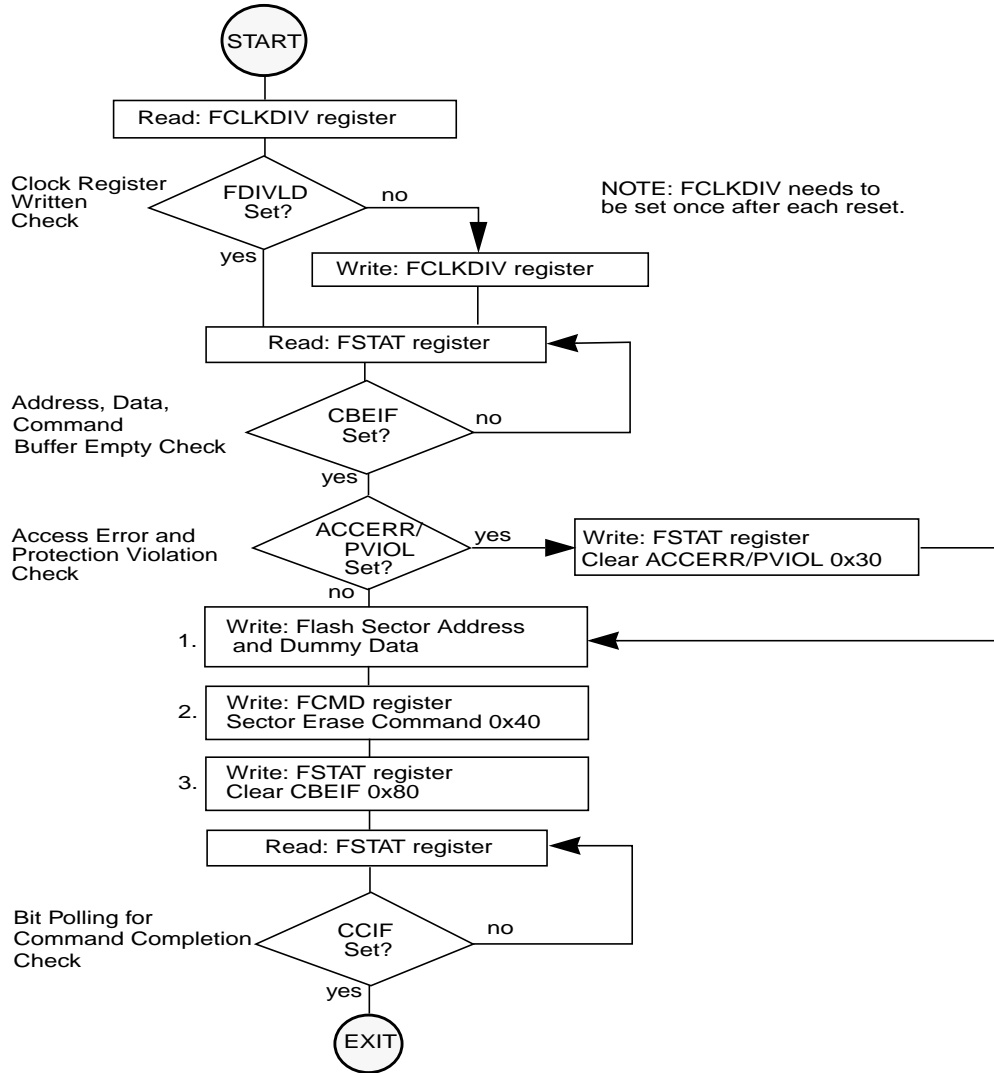 START
Read: FCLKDIV register
Clock Register
Written
Check
FDIVLD
Set?
no
yes
NOTE: FCLKDIV needs to
be set once after each reset.
Write: FCLKDIV register
Read: FSTAT register
Address, Data,
Command
Buffer Empty Check
CBEIF
Set?
no
yes
Access Error and
Protection Violation
Check
ACCERR/
PVIOL
Set?
yes
no
Write: FSTAT register
Clear ACCERR/PVIOL 0x30
1.
Write: Flash Sector Address
and Dummy Data
2.
Write: FCMD register
Sector Erase Command 0x40
3.
Write: FSTAT register
Clear CBEIF 0x80
Read: FSTAT register
Bit Polling for
Command Completion
Check
CCIF
Set?
no
yes
EXIT